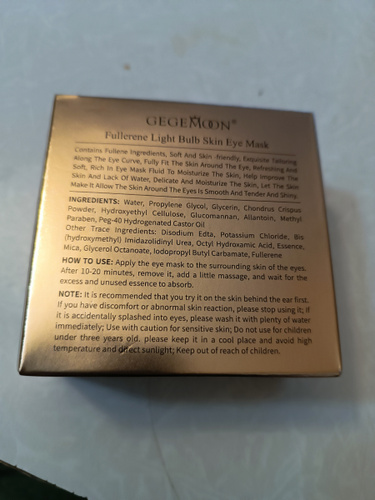 GEGEMOON®
Fullerene Light Bulb Skin Eye Mask
Contains Fullene Ingredients, Soft And Skin -friendly, Exquisite Tailoring
Along The Eye Curve, Fully Fit The Skin Around The Eye, Refreshing And
Soft, Rich In Eye Mask Fluid To Moisturize The Skin, Help Improve The
Skin And Lack Of Water, Delicate And Moisturize The Skin, Let The Skin
Make It Allow The Skin Around The Eyes Is Smooth And Tender And Shiny.
INGREDIENTS: Water, Propylene Glycol, Glycerin, Chondrus Crispus
Powder, Hydroxyethyl Cellulose, Glucomannan, Allantoin, Methyl
Paraben, Peg-40 Hydrogenated Castor Oil
Other Trace Ingredients: Disodium Edta, Potassium Chloride, Bis
(hydroxymethyl) Imidazolidinyl Urea, Octyl Hydroxamic Acid, Essence,
Mica, Glycerol Octanoate, Iodopropyl Butyl Carbamate, Fullerene
HOW TO USE: Apply the eye mask to the surrounding skin of the eyes.
After 10-20 minutes, remove it, add a little massage, and wait for the
excess and unused essence to absorb.
NOTE: It is recommended that you try it on the skin behind the ear first.
If you have discomfort or abnormal skin reaction, please stop using it; if
it is accidentally splashed into eyes, please wash it with plenty of water
immediately; Use with caution for sensitive skin; Do not use for children
under three years old. please keep it in a cool place and avoid high
temperature and direct sunlight; Keep out of reach of children.